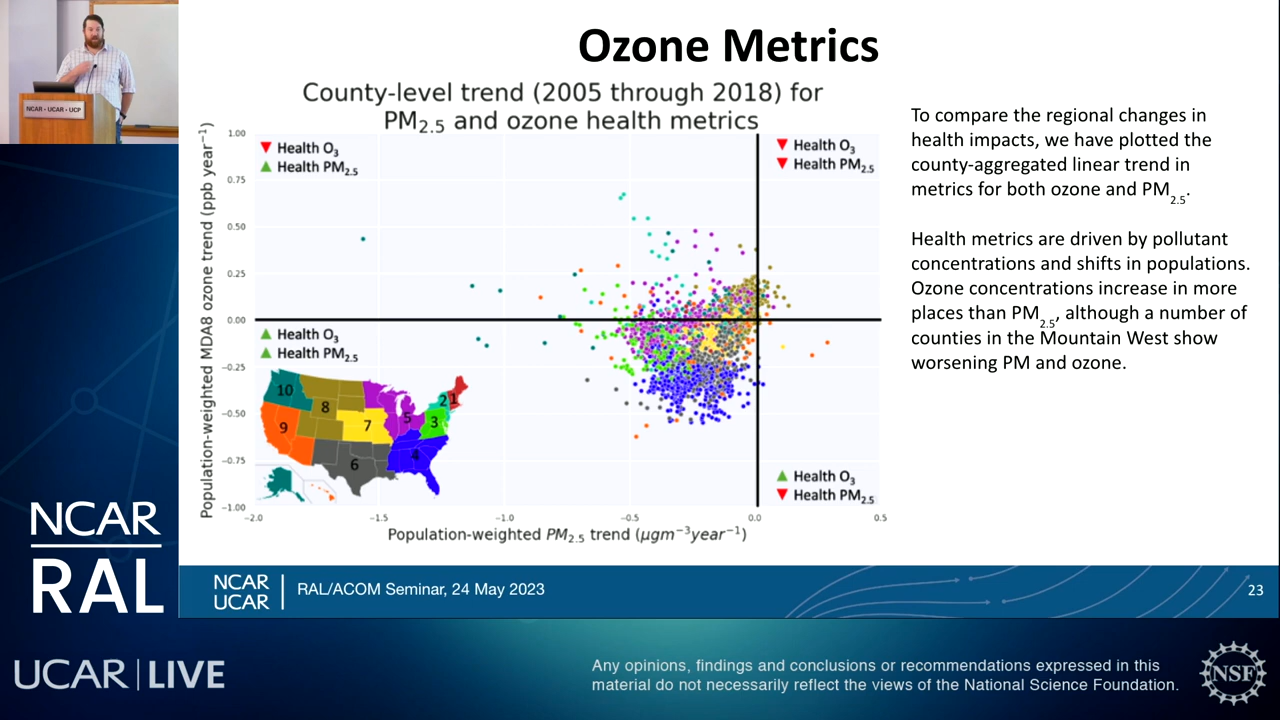 NCAR • UCAR • UCP
Ozone Metrics
County-level trend (2005 through 2018) for
PM2.5 and ozone health metrics
Population-weighted MDA8 ozone trend (ppb year−1)
1.00
0.75
0.50
0.25
0.00
−0.25
−0.50
−0.75
−1.00
▼ Health O3
▲ Health PM2.5
▼ Health O3
▼ Health PM2.5
▲ Health O3
▲ Health PM2.5
▲ Health O3
▼ Health PM2.5
10
8
9
7
6
5
4
3
2
1
−2.0
−1.5
−1.0
−0.5
0.0
0.5
Population-weighted PM2.5 trend (μgm−3year−1)
To compare the regional changes in
health impacts, we have plotted the
county-aggregated linear trend in
metrics for both ozone and PM2.5.
Health metrics are driven by pollutant
concentrations and shifts in populations.
Ozone concentrations increase in more
places than PM2.5, although a number of
counties in the Mountain West show
worsening PM and ozone.
NCAR
RAL
NCAR
UCAR
RAL/ACOM Seminar, 24 May 2023
23
UCAR | LIVE
Any opinions, findings and conclusions or recommendations expressed in this
material do not necessarily reflect the views of the National Science Foundation.
NSF